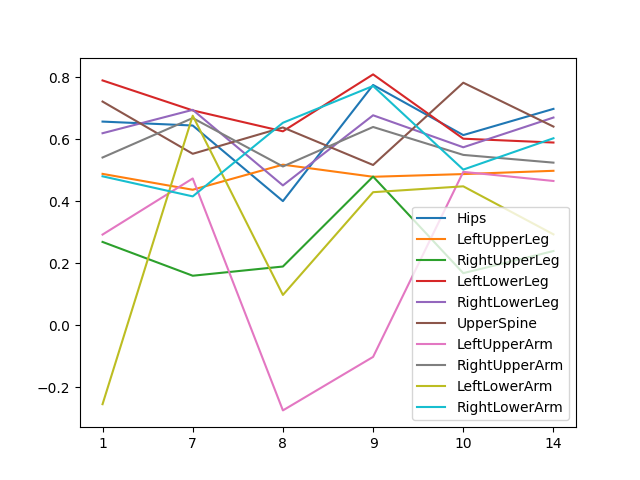 0.8
0.6
0.4
0.2
0.0
−0.2
1 7 8 9 10 14
Hips
LeftUpperLeg
RightUpperLeg
LeftLowerLeg
RightLowerLeg
UpperSpine
LeftUpperArm
RightUpperArm
LeftLowerArm
RightLowerArm